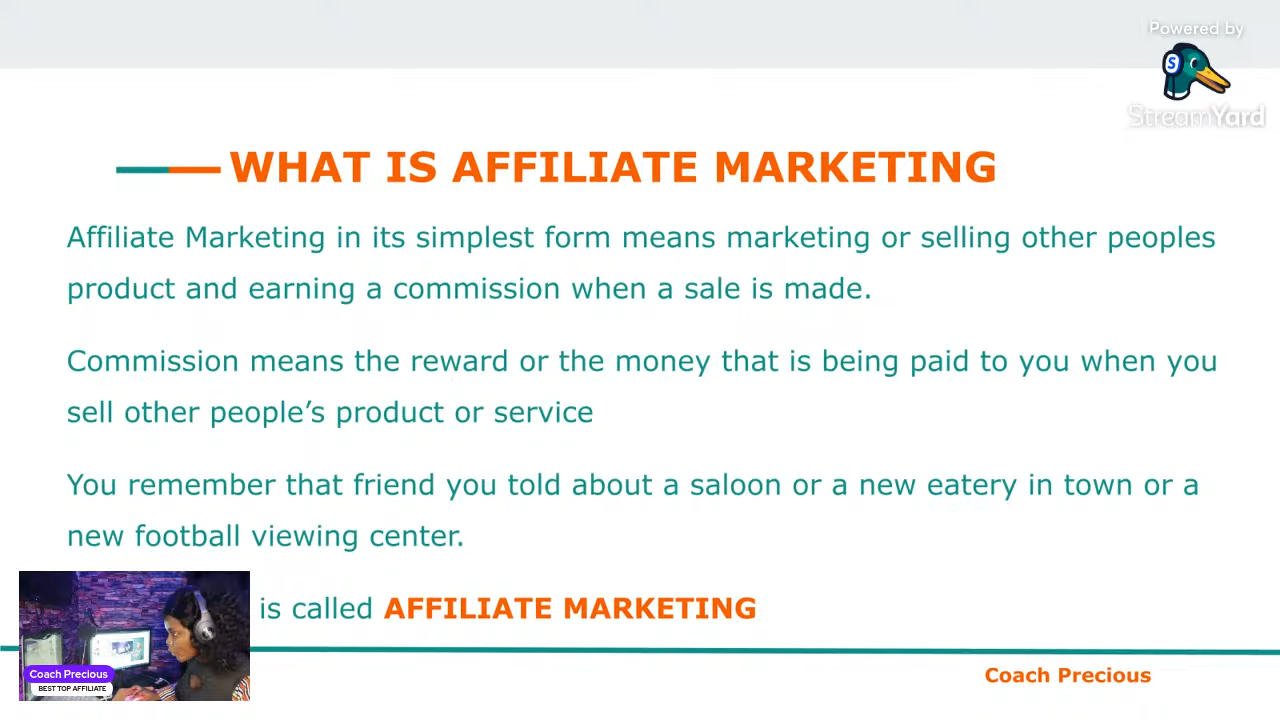 Powered by
StreamYard
WHAT IS AFFILIATE MARKETING
Affiliate Marketing in its simplest form means marketing or selling other peoples
product and earning a commission when a sale is made.
Commission means the reward or the money that is being paid to you when you
sell other people’s product or service
You remember that friend you told about a saloon or a new eatery in town or a
new football viewing center.
is called AFFILIATE MARKETING
Coach Precious
BEST TOP AFFILIATE
Coach Precious